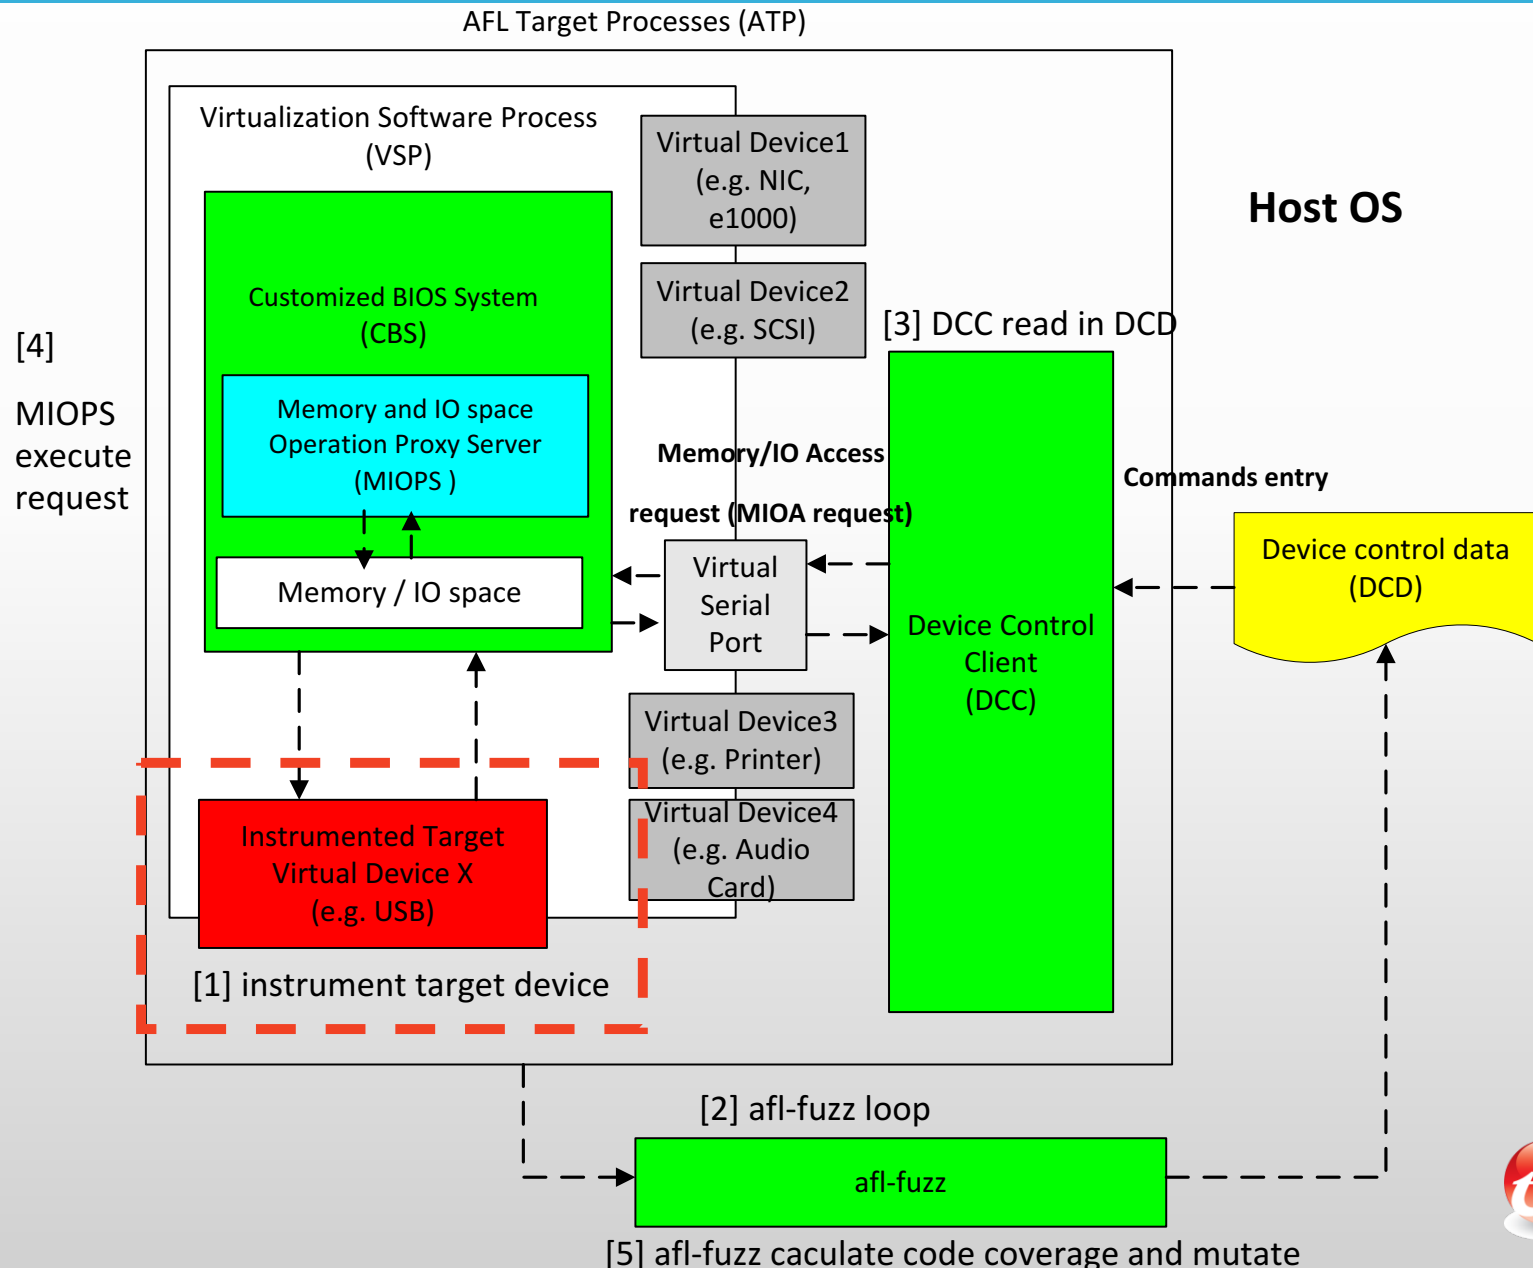 AFL Target Processes (ATP)
Virtualization Software Process
(VSP)
Virtual Device1
(e.g. NIC,
e1000)
Host OS
Virtual Device2
(e.g. SCSI)
Customized BIOS System
(CBS)
[3] DCC read in DCD
[4]
MIOPS
execute
request
Memory and IO space
Operation Proxy Server
(MIOPS )
Memory/IO Access
request (MIOA request)
Commands entry
Device control data
(DCD)
Virtual
Serial
Port
Memory / IO space
Device Control
Client
(DCC)
Virtual Device3
(e.g. Printer)
Virtual Device4
(e.g. Audio
Card)
Instrumented Target
Virtual Device X
(e.g. USB)
[1] instrument target device
[2] afl-fuzz loop
afl-fuzz
[5] afl-fuzz caculate code coverage and mutate